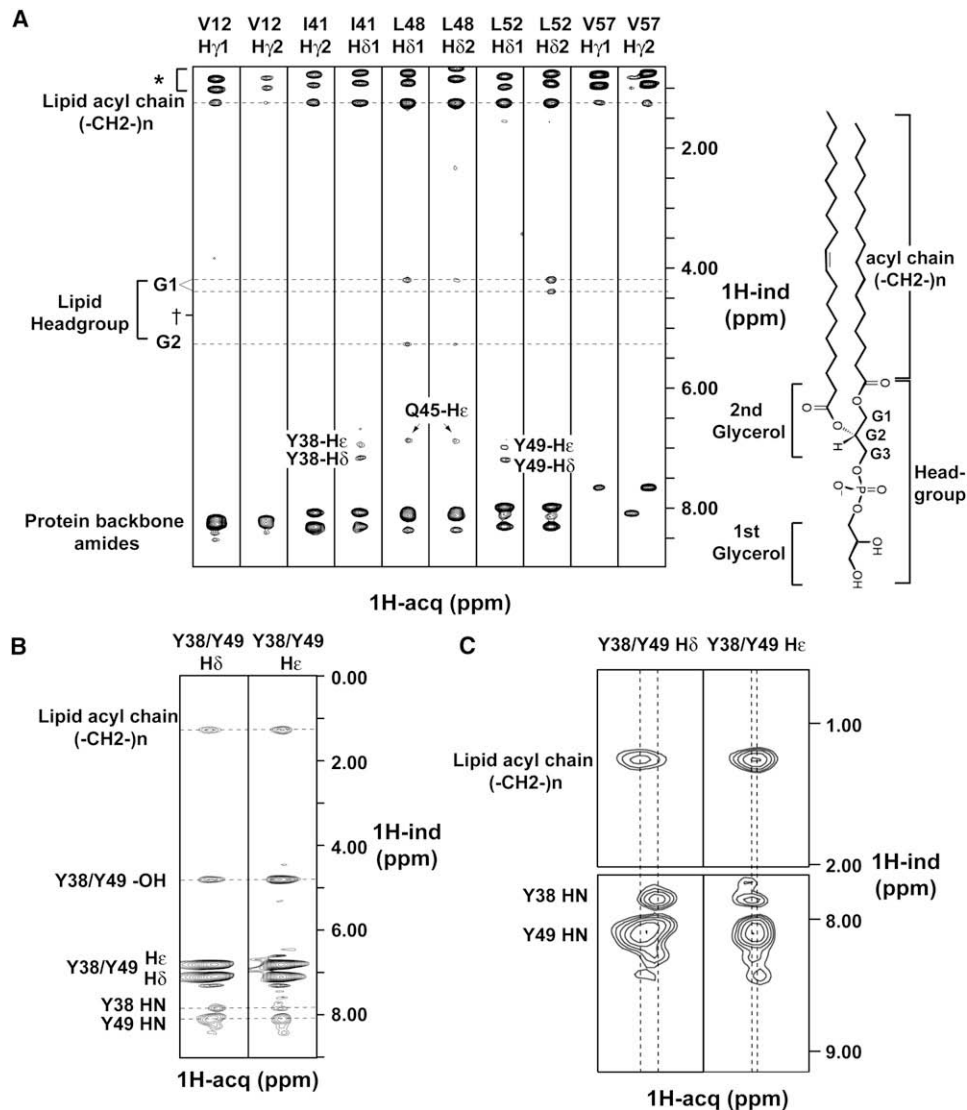 A
V12 V12 I41 I41 L48 L48 L52 L52 V57 V57
Hγ1 Hγ2 Hγ2 Hδ1 Hδ1 Hδ2 Hδ1 Hδ2 Hγ1 Hγ2
*
Lipid acyl chain
(-CH2-)n
2.00
4.00
6.00
8.00
1H-ind
(ppm)
G1
Lipid
Headgroup
†
G2
Q45-Hε
Y38-Hε
Y38-Hδ
Y49-Hε
Y49-Hδ
Protein backbone
amides
1H-acq (ppm)
acyl chain
(-CH2-)n
O
O
O
O
G1
G2
G3
H
2nd
Glycerol
Head-
group
O
P
O
O⁻
O
1st
Glycerol
OH
OH
B
Y38/Y49 Y38/Y49
Hδ Hε
0.00
Lipid acyl chain
(-CH2-)n
2.00
1H-ind
(ppm)
4.00
Y38/Y49 -OH
6.00
Y38/Y49 Hε
Hδ
Y38 HN
Y49 HN
8.00
1H-acq (ppm)
C
Y38/Y49 Hδ Y38/Y49 Hε
1.00
Lipid acyl chain
(-CH2-)n
2.00
1H-ind
(ppm)
Y38 HN
8.00
Y49 HN
9.00
1H-acq (ppm)